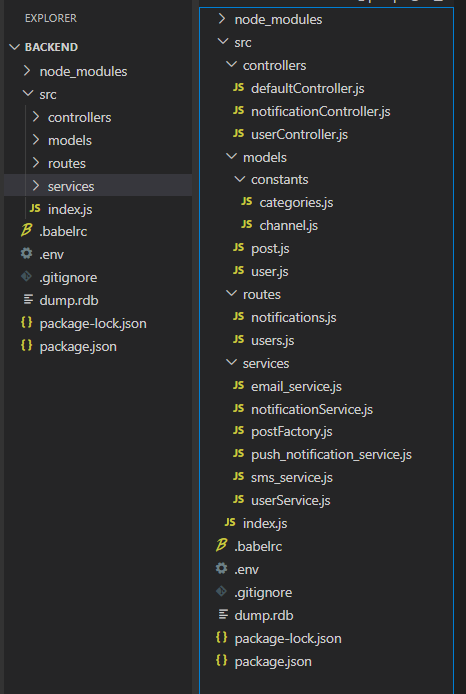 EXPLORER
BACKEND
node_modules
src
controllers
models
routes
services
JS index.js
.babelrc
.env
.gitignore
dump.rdb
{} package-lock.json
{} package.json
node_modules
src
controllers
JS defaultController.js
JS notificationController.js
JS userController.js
models
constants
JS categories.js
JS channel.js
JS post.js
JS user.js
routes
JS notifications.js
JS users.js
services
JS email_service.js
JS notificationService.js
JS postFactory.js
JS push_notification_service.js
JS sms_service.js
JS userService.js
JS index.js
.babelrc
.env
.gitignore
dump.rdb
{} package-lock.json
{} package.json